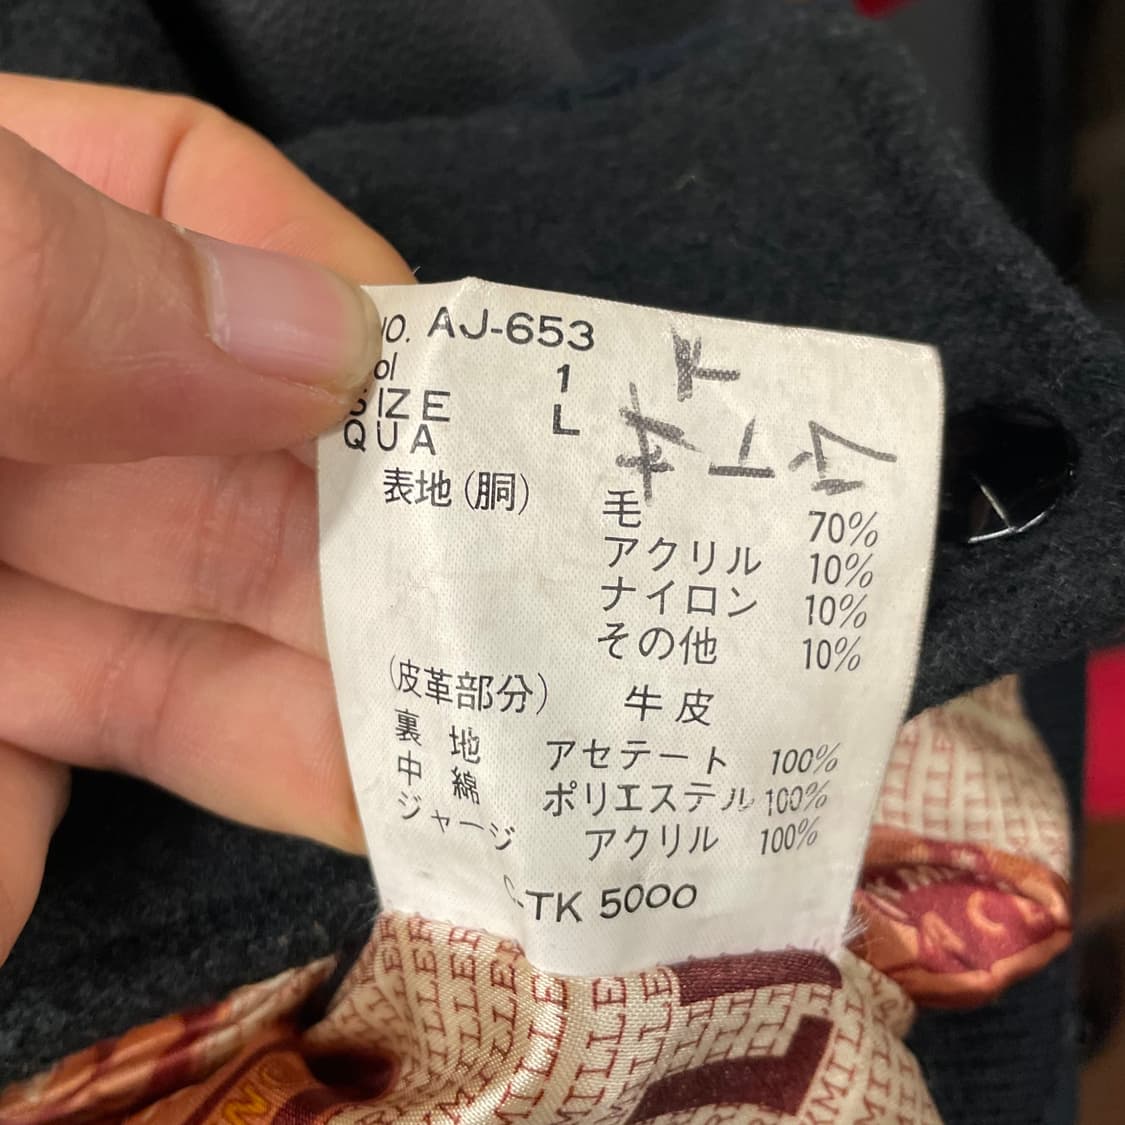 NO. AJ-653
ol 1
SIZE L
QUA
表地(胴) 毛 70%
アクリル 10%
ナイロン 10%
その他 10%
(皮革部分) 牛皮
裏地 アセテート 100%
中綿 ポリエステル 100%
ジャージ アクリル 100%
C-TK 5000